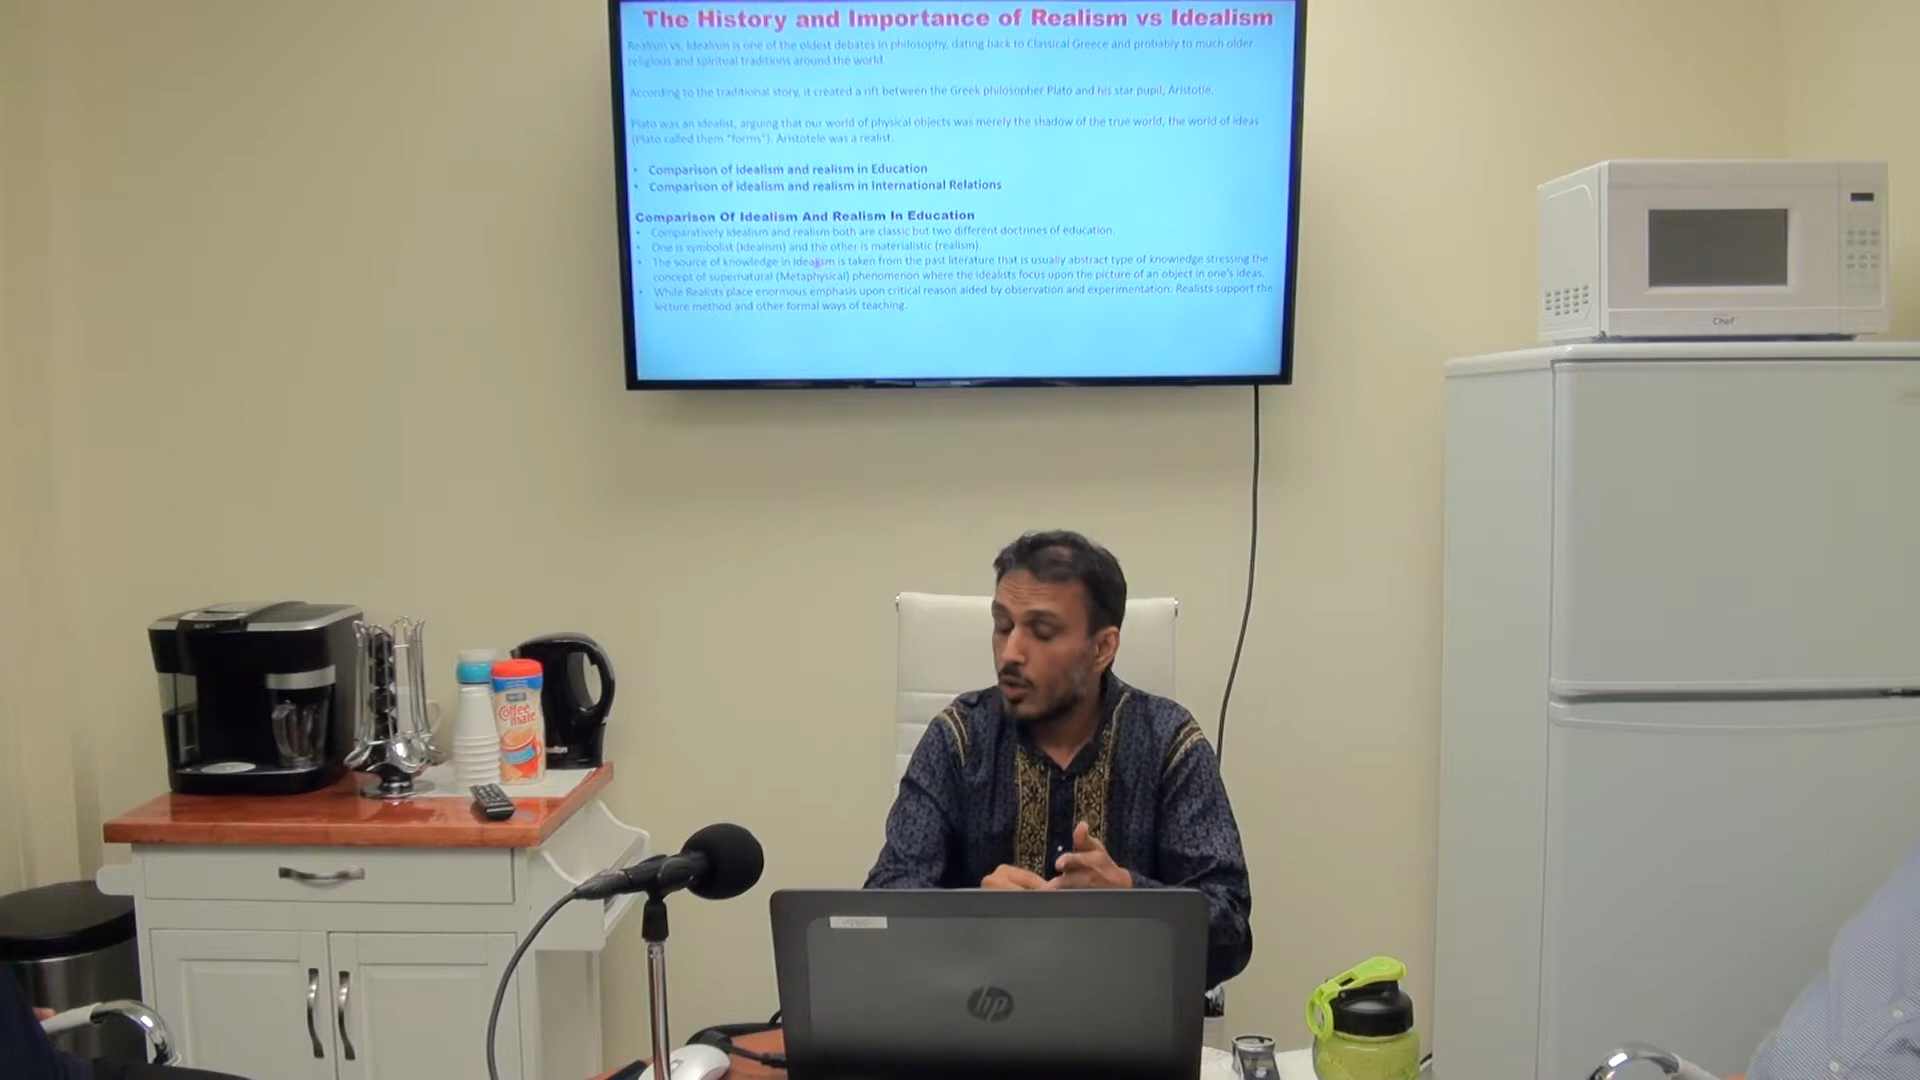 The History and Importance of Realism vs Idealism
Realism vs. Idealism is one of the oldest debates in philosophy, dating back to Classical Greece and probably to much older
religious and spiritual traditions around the world.
According to the traditional story, it created a rift between the Greek philosopher Plato and his star pupil, Aristotle.
Plato was an idealist, arguing that our world of physical objects was merely the shadow of the true world, the world of ideas
(Plato called them "forms"). Aristotele was a realist.
• Comparison of idealism and realism in Education
• Comparison of idealism and realism in International Relations
Comparison Of Idealism And Realism In Education
• Comparatively idealism and realism both are classic but two different doctrines of education.
• One is symbolist (Idealism) and the other is materialistic (realism).
• The source of knowledge in idealism is taken from the past literature that is usually abstract type of knowledge stressing the
concept of supernatural (Metaphysical) phenomenon where the idealists focus upon the picture of an object in one's ideas.
• While Realists place enormous emphasis upon critical reason aided by observation and experimentation. Realists support the
lecture method and other formal ways of teaching.
Chef
Coffee
mate
hp